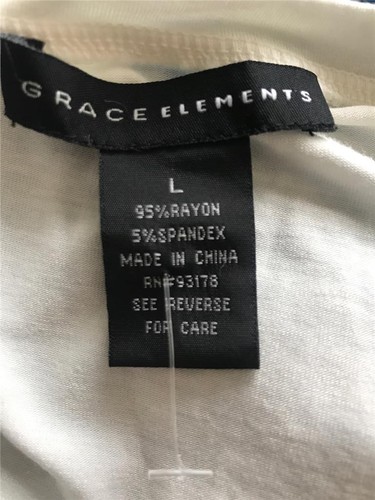 GRACE ELEMENTS
L
95%RAYON
5%SPANDEX
MADE IN CHINA
RN#93178
SEE REVERSE
FOR CARE